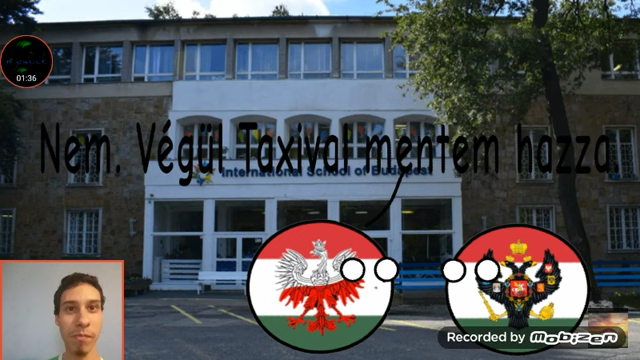 01:36
Nem. Végül Taxival mentem hazza.
International School of Budapest
Recorded by mobizen